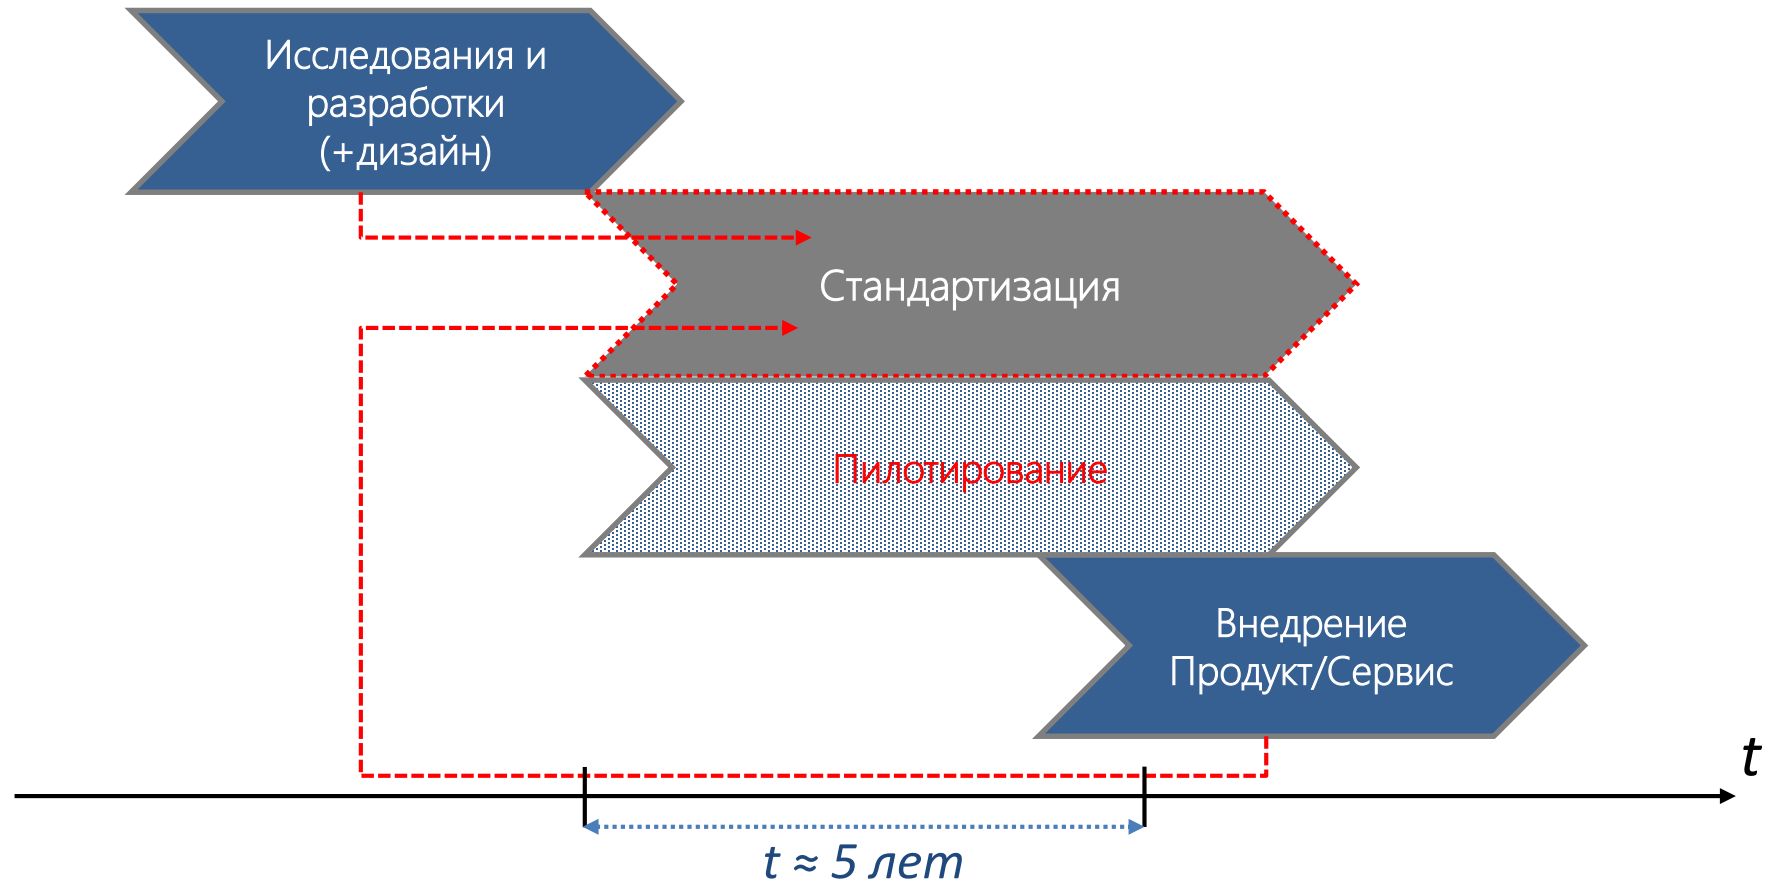 Исследования и
разработки
(+дизайн)
Стандартизация
Пилотирование
Внедрение
Продукт/Сервис
t
t ≈ 5 лет